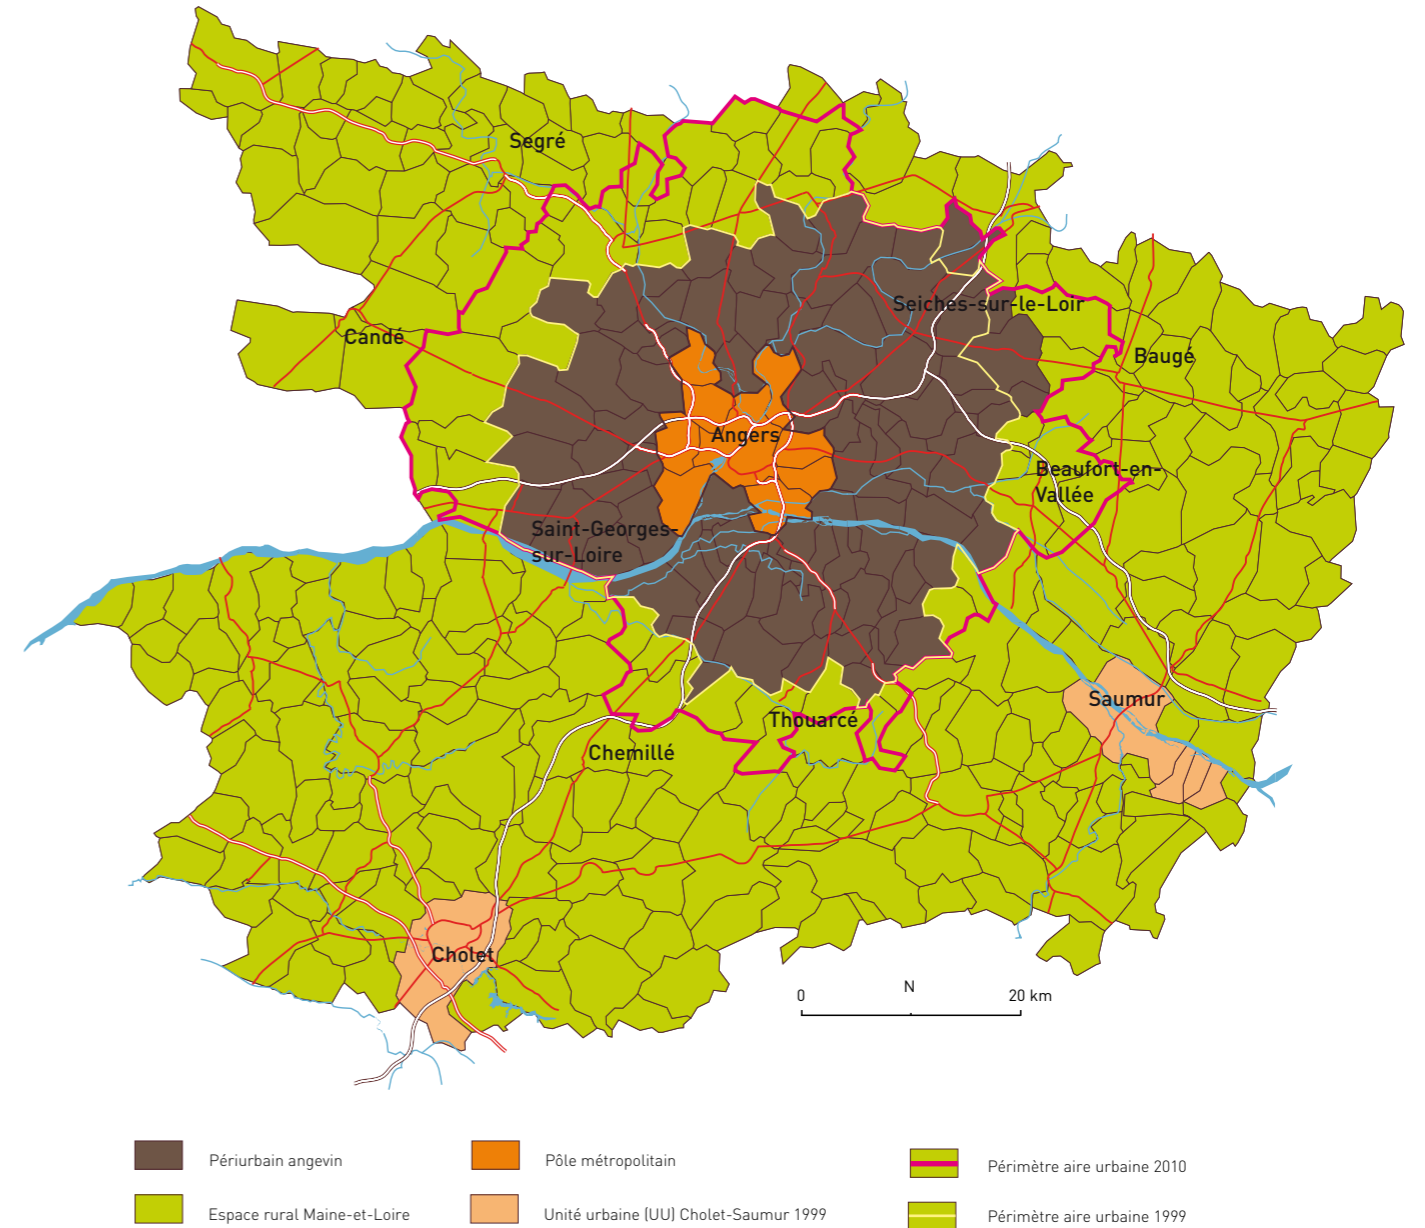 Segré
Seiches-sur-le-Loir
Candé
Baugé
Angers
Beaufort-en-
Vallée
Saint-Georges-
sur-Loire
Saumur
Thouarcé
Chemillé
Cholet
0 N 20 km
Périurbain angevin
Pôle métropolitain
Périmètre aire urbaine 2010
Espace rural Maine-et-Loire
Unité urbaine (UU) Cholet-Saumur 1999
Périmètre aire urbaine 1999